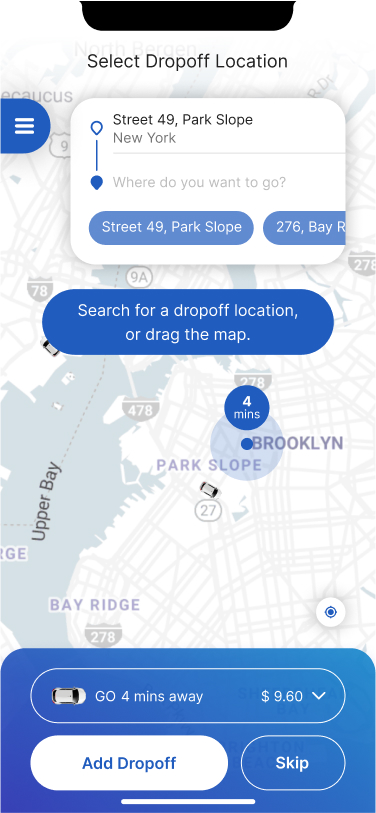 North Bergen
Select Dropoff Location
ecaucus
R Dr
9
Street 49, Park Slope
New York
Where do you want to go?
Street 49, Park Slope
276, Bay R
278
9A
78
Search for a dropoff location,
or drag the map.
278
4
mins
478
BROOKLYN
PARK SLOPE
Upper Bay
27
RGE
BAY RIDGE
278
GO 4 mins away
$ 9.60
Add Dropoff
Skip